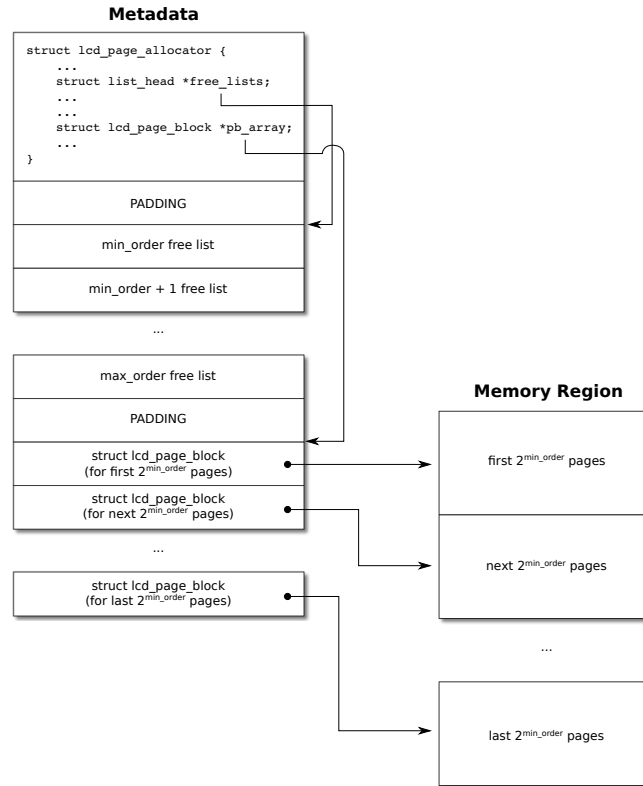 Metadata
struct lcd_page_allocator {
...
struct list_head *free_lists;
...
...
struct lcd_page_block *pb_array;
...
}
PADDING
min_order free list
min_order + 1 free list
...
max_order free list
PADDING
struct lcd_page_block
(for first 2^min_order pages)
struct lcd_page_block
(for next 2^min_order pages)
...
struct lcd_page_block
(for last 2^min_order pages)
Memory Region
first 2^min_order pages
next 2^min_order pages
...
last 2^min_order pages